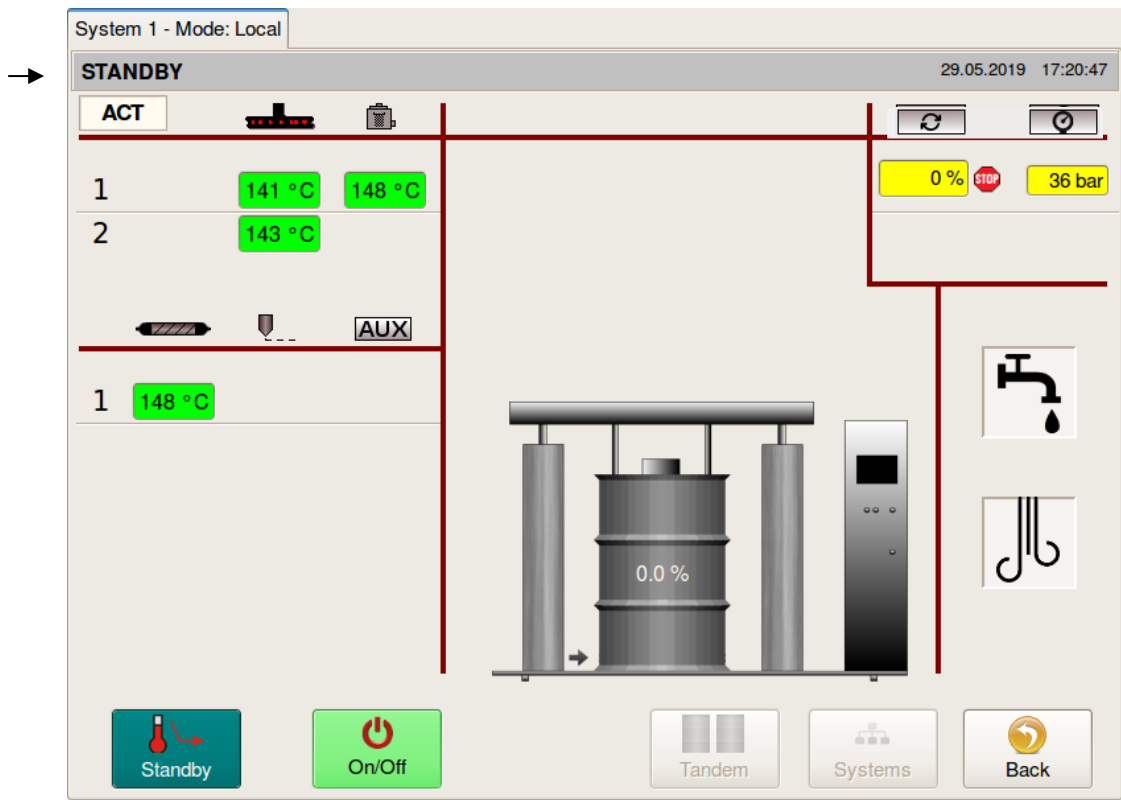 System 1 - Mode: Local
STANDBY 29.05.2019 17:20:47
ACT
1 141 °C 148 °C 0 % STOP 36 bar
2 143 °C
AUX
1 148 °C
0.0 %
Standby On/Off Tandem Systems Back